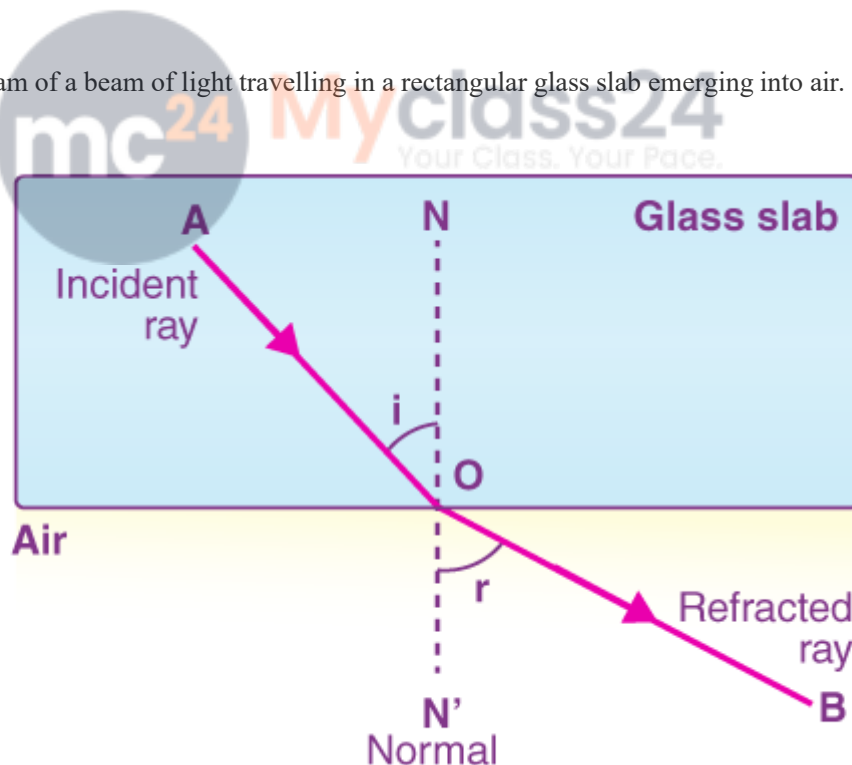 am of a beam of light travelling in a rectangular glass slab emerging into air.
mc24 Myclass24
Your Class. Your Pace.
A
N
Glass slab
Incident
ray
i
O
Air
r
Refracted
ray
B
N’
Normal